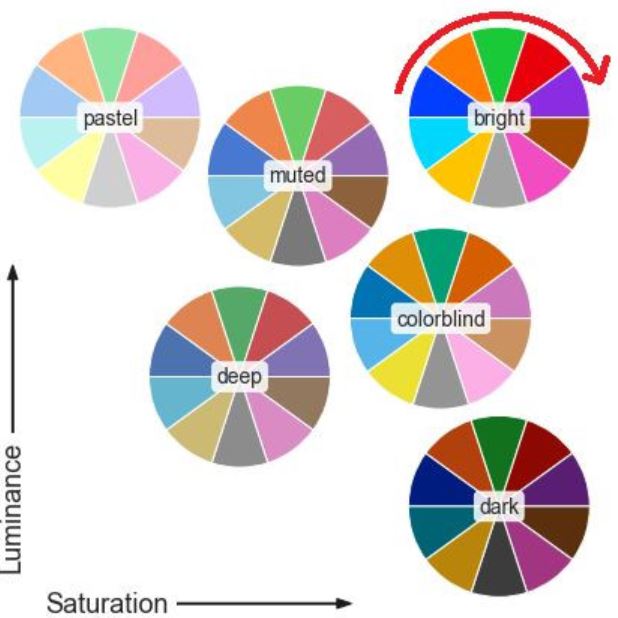 pastel
bright
muted
colorblind
deep
dark
Luminance
Saturation